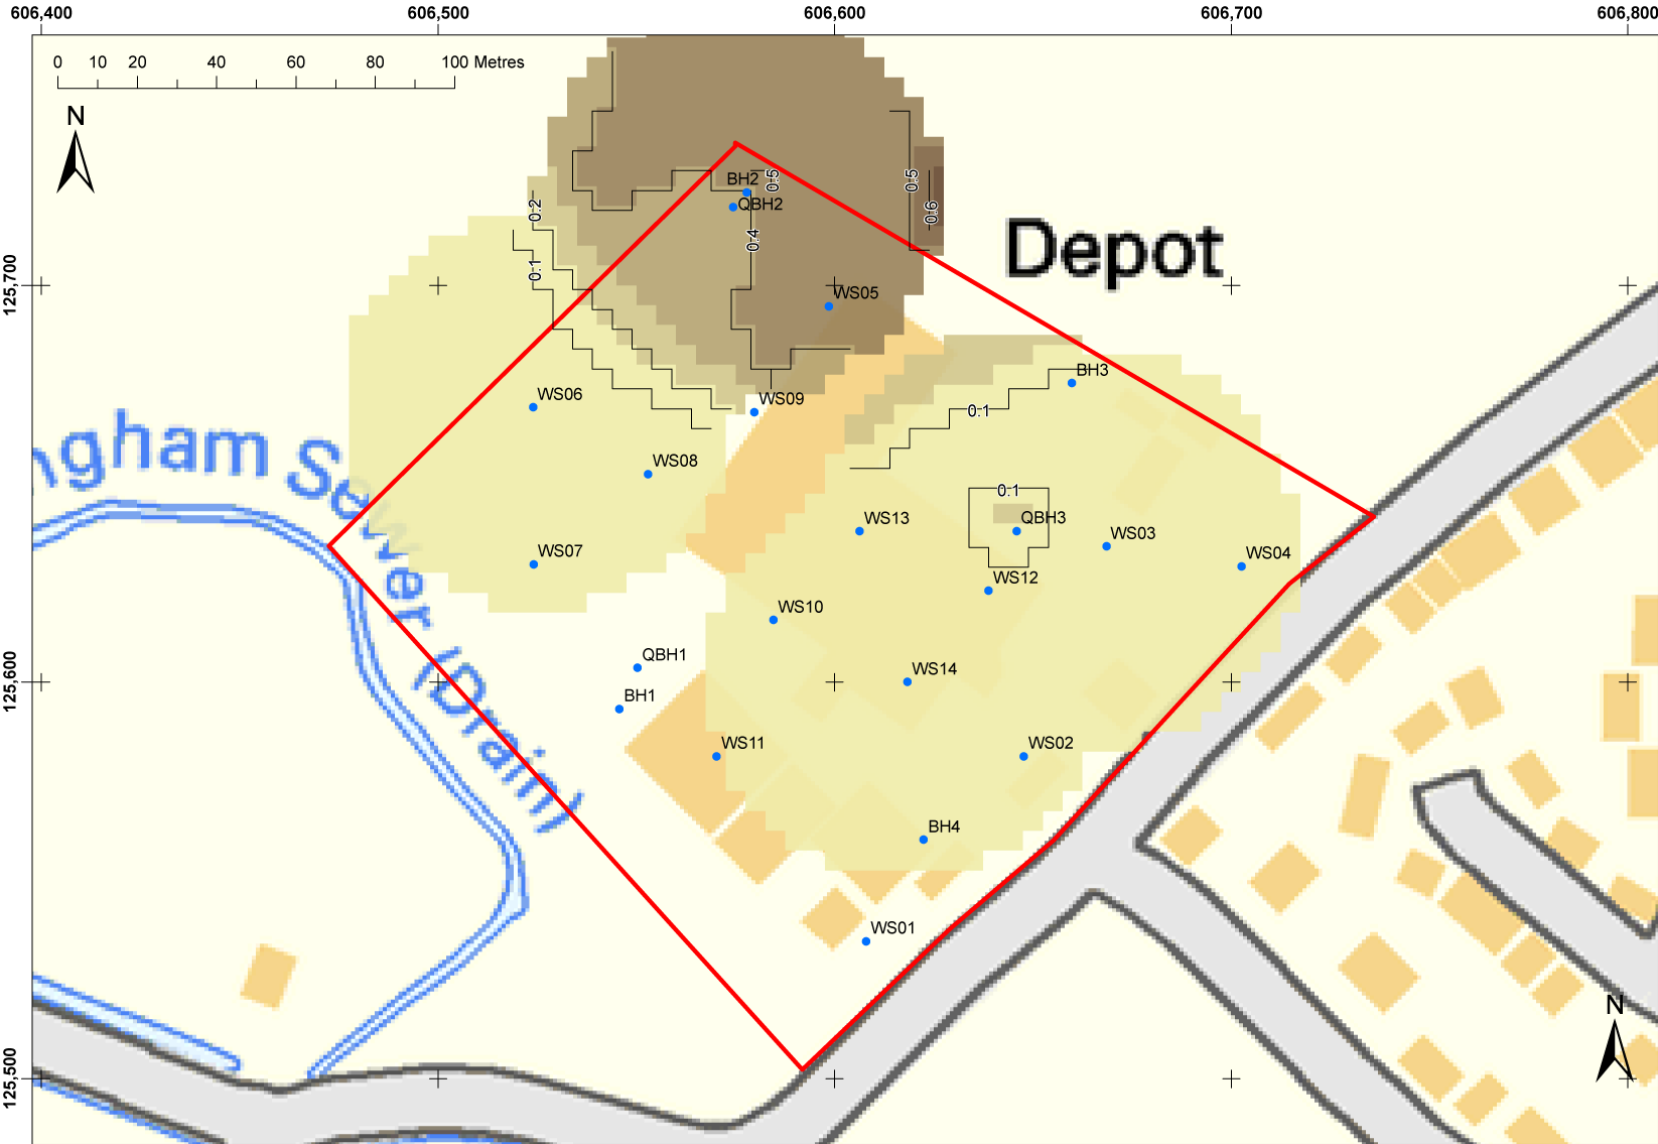 606,400 606,500 606,600 606,700 606,800
0 10 20 40 60 80 100 Metres
N
BH2
0.5
0.5
QBH2
0.2
0.6
0.4
Depot
0.1
125,700
WS05
BH3
WS06
WS09
0.1
ngham Sewer (Drain)
WS08
0.1
WS13
QBH3
WS03
WS07
WS04
WS12
WS10
QBH1
125,600
WS14
BH1
WS11
WS02
BH4
WS01
N
125,500